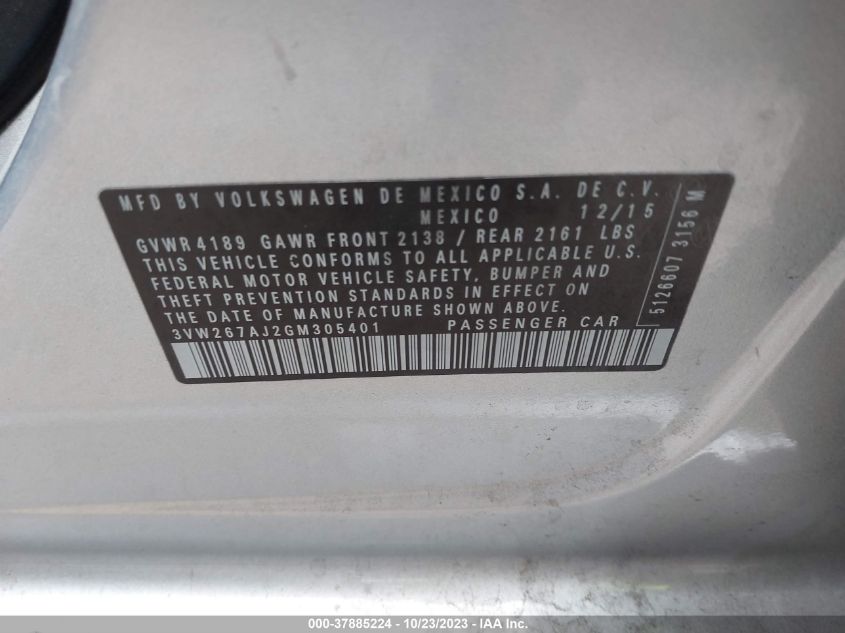 MFD BY VOLKSWAGEN DE MEXICO S.A. DE C.V.
MEXICO 12/15
GVWR 4189 GAWR FRONT 2138 / REAR 2161 LBS
THIS VEHICLE CONFORMS TO ALL APPLICABLE U.S.
FEDERAL MOTOR VEHICLE SAFETY, BUMPER AND
THEFT PREVENTION STANDARDS IN EFFECT ON
THE DATE OF MANUFACTURE SHOWN ABOVE.
3VW267AJ2GM305401 PASSENGER CAR
5126607 3156 M
000-37885224 - 10/23/2023 - IAA Inc.